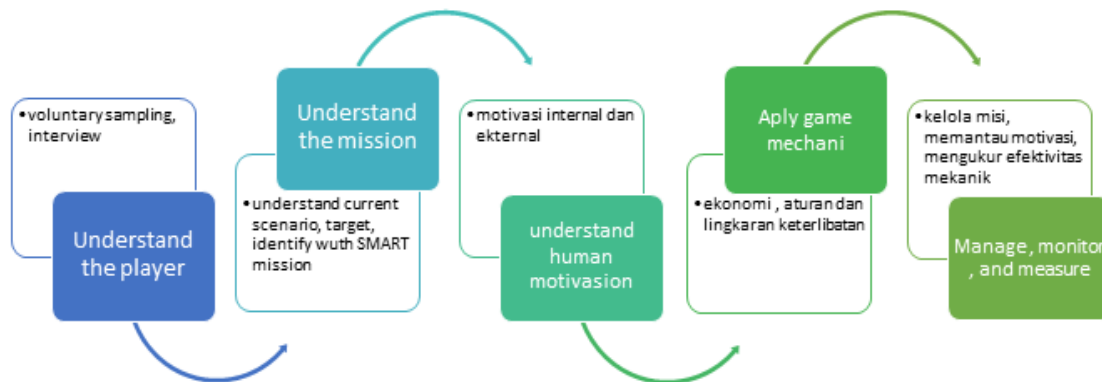 •voluntary sampling,
interview
Understand
the player
Understand
the mission
•understand current
scenario, target,
identify wuth SMART
mission
•motivasi internal dan
ekternal
understand
human
motivasion
Aply game
mechani
•ekonomi , aturan dan
lingkaran keterlibatan
•kelola misi,
memantau motivasi,
mengukur efektivitas
mekanik
Manage , monitor
, and measure